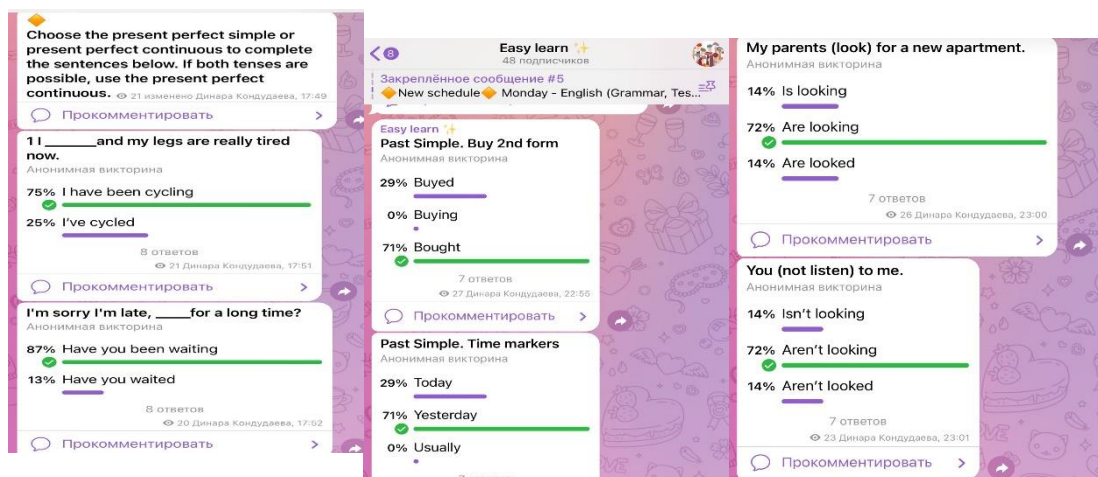 Choose the present perfect simple or
present perfect continuous to complete
the sentences below. If both tenses are
possible, use the present perfect
continuous. 21 изменено Динара Кондудаева, 17:49
Прокомментировать
1 I _______and my legs are really tired
now.
Анонимная викторина
75% I have been cycling
25% I've cycled
8 ответов
21 Динара Кондудаева, 17:51
Прокомментировать
I'm sorry I'm late, ____for a long time?
Анонимная викторина
87% Have you been waiting
13% Have you waited
8 ответов
20 Динара Кондудаева, 17:52
Прокомментировать
8
Easy learn
48 подписчиков
Закреплённое сообщение #5
New schedule Monday - English (Grammar, Tes...
Easy learn
Past Simple. Buy 2nd form
Анонимная викторина
29% Buyed
0% Buying
71% Bought
7 ответов
27 Динара Кондудаева, 22:55
Прокомментировать
Past Simple. Time markers
Анонимная викторина
29% Today
71% Yesterday
0% Usually
My parents (look) for a new apartment.
Анонимная викторина
14% Is looking
72% Are looking
14% Are looked
7 ответов
26 Динара Кондудаева, 23:00
Прокомментировать
You (not listen) to me.
Анонимная викторина
14% Isn't looking
72% Aren't looking
14% Aren't looked
7 ответов
23 Динара Кондудаева, 23:01
Прокомментировать